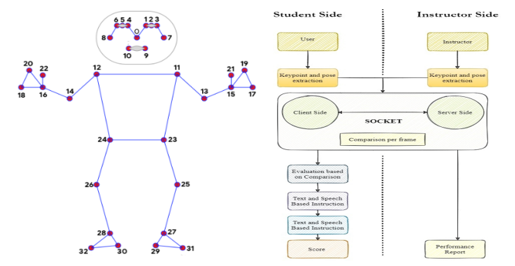 6 5 4 1 2 3
8 0 7
10 9
20 22 12 11 21 19
18 16 14 13 15 17
24 23
26 25
28 27
32 30 29 31
Student Side Instructor Side
User Instructor
Keypoint and pose
extraction
Keypoint and pose
extraction
Client Side Server Side
SOCKET
Comparison per frame
Evaluation based
on Comparison
Text and Speech
Based Instruction
Text and Speech
Based Instruction
Score
Performance
Report